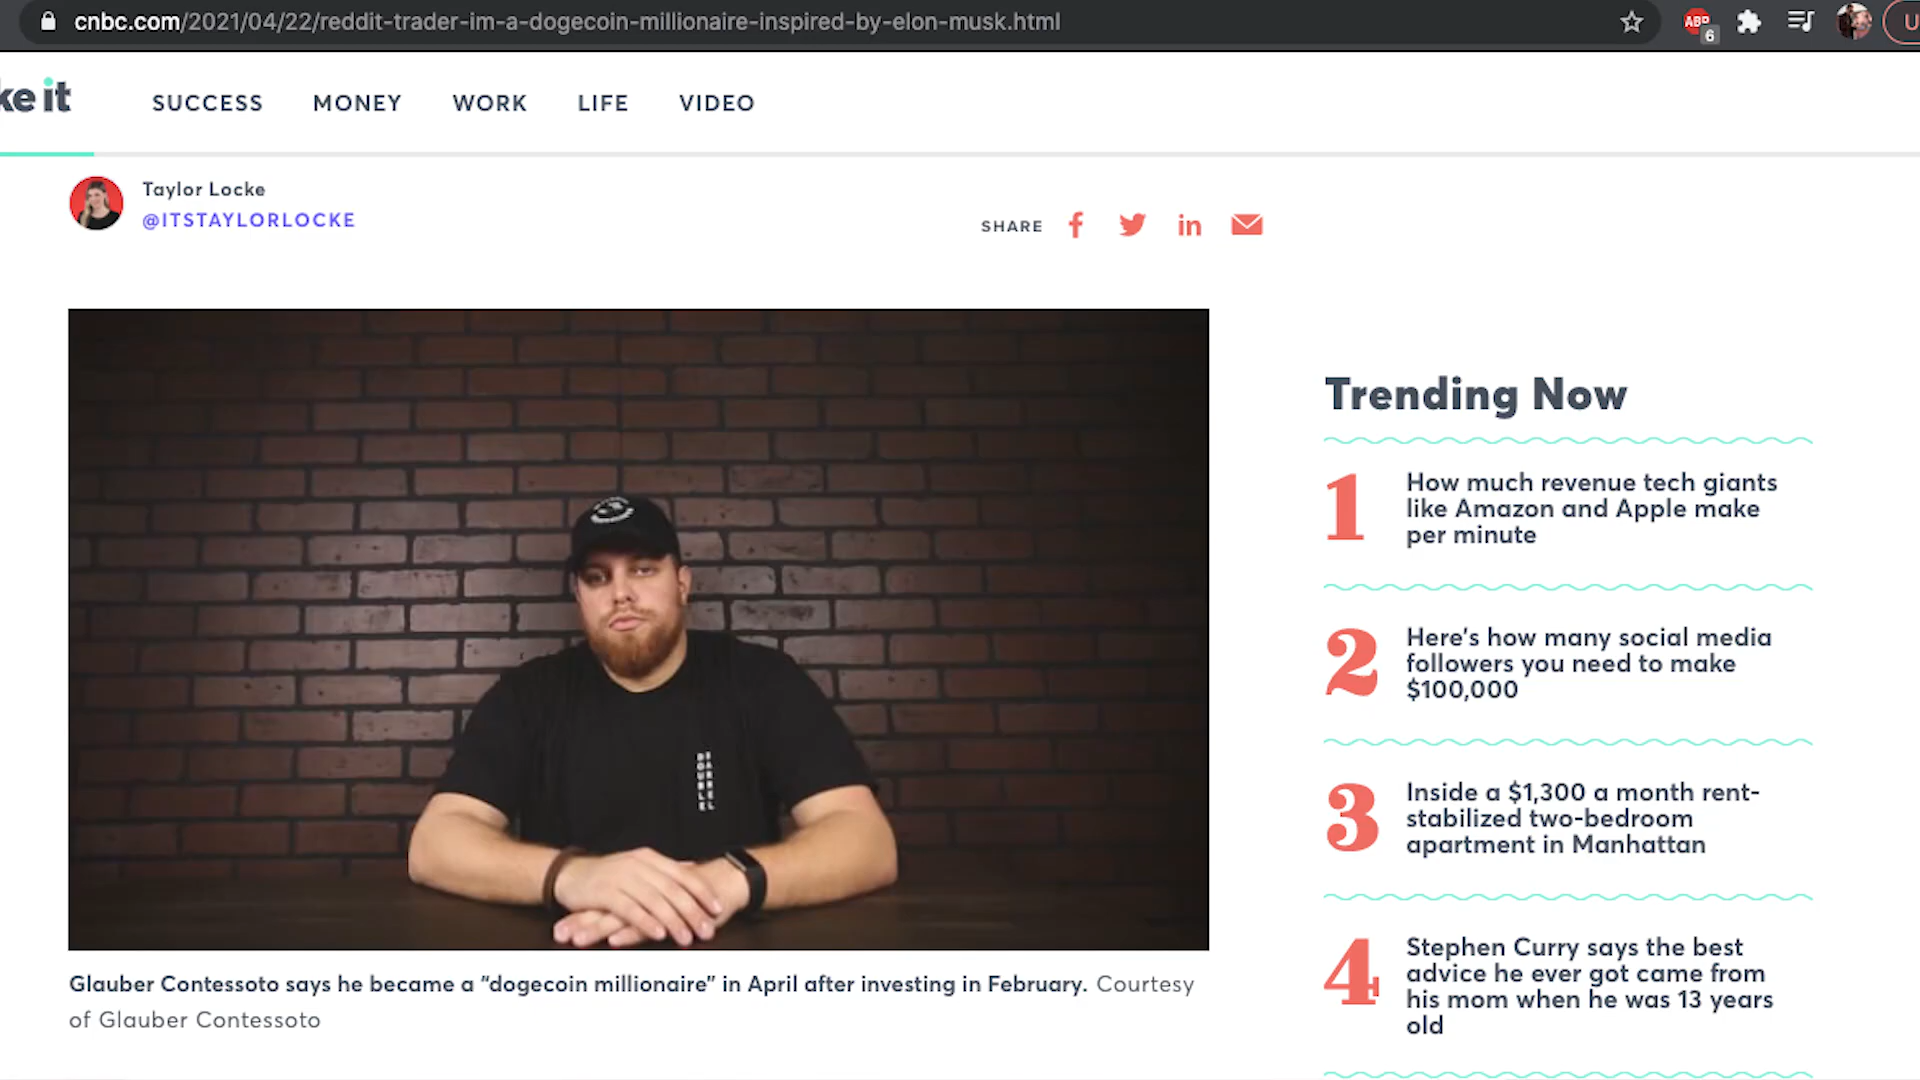 cnbc.com/2021/04/22/reddit-trader-im-a-dogecoin-millionaire-inspired-by-elon-musk.html
ABP
6
U
ke it
SUCCESS
MONEY
WORK
LIFE
VIDEO
Taylor Locke
@ITSTAYLORLOCKE
SHARE
DOUBLE
BARREL
Glauber Contessoto says he became a “dogecoin millionaire” in April after investing in February. Courtesy
of Glauber Contessoto
Trending Now
1
How much revenue tech giants
like Amazon and Apple make
per minute
2
Here's how many social media
followers you need to make
$100,000
3
Inside a $1,300 a month rent-
stabilized two-bedroom
apartment in Manhattan
4
Stephen Curry says the best
advice he ever got came from
his mom when he was 13 years
old